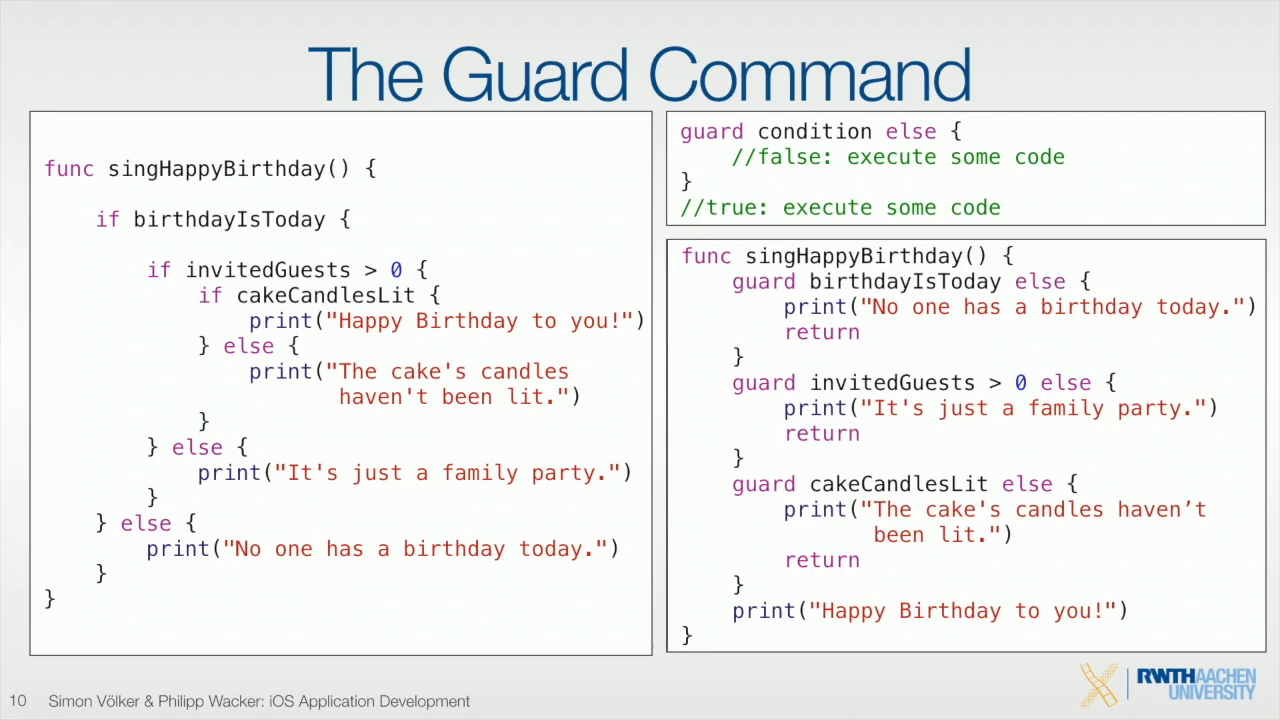 The Guard Command
func singHappyBirthday() {
if birthdayIsToday {
if invitedGuests > 0 {
if cakeCandlesLit {
print("Happy Birthday to you!")
} else {
print("The cake's candles
haven't been lit.")
}
} else {
print("It's just a family party.")
}
} else {
print("No one has a birthday today.")
}
}
guard condition else {
//false: execute some code
}
//true: execute some code
func singHappyBirthday() {
guard birthdayIsToday else {
print("No one has a birthday today.")
return
}
guard invitedGuests > 0 else {
print("It's just a family party.")
return
}
guard cakeCandlesLit else {
print("The cake's candles haven’t
been lit.")
return
}
print("Happy Birthday to you!")
}
10 Simon Völker & Philipp Wacker: iOS Application Development
RWTHAACHEN
UNIVERSITY